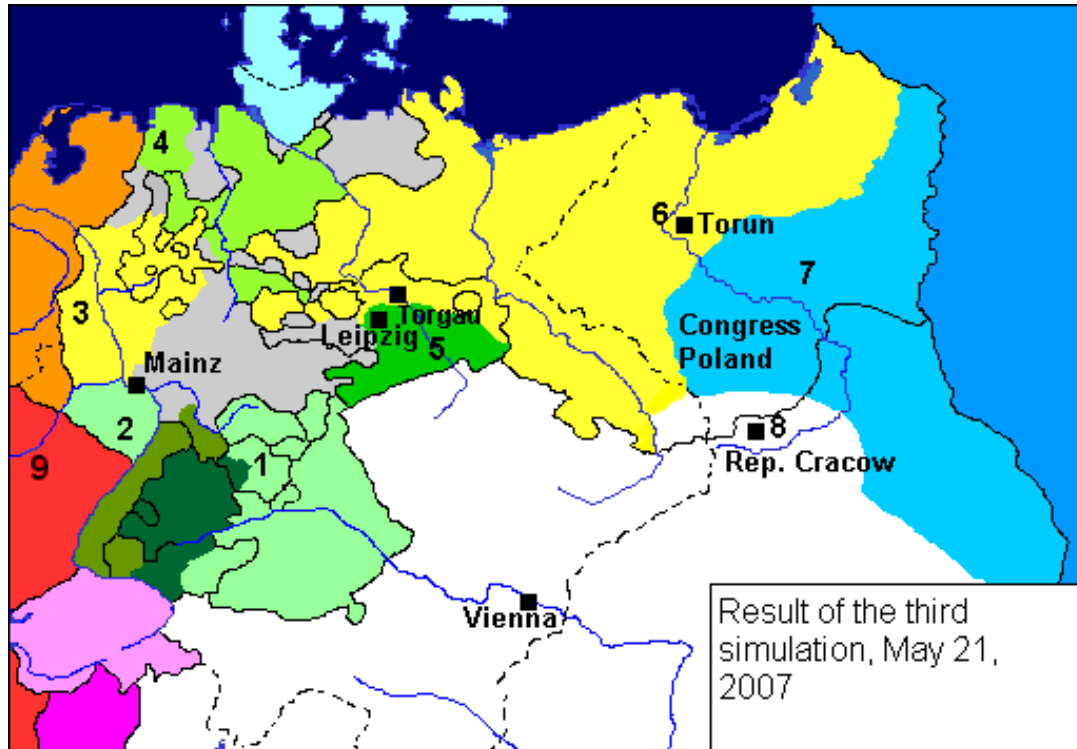 4
6
Torun
7
3
Torgau
Leipzig
5
Congress
Poland
Mainz
2
8
9
1
Rep. Cracow
Vienna
Result of the third
simulation, May 21,
2007